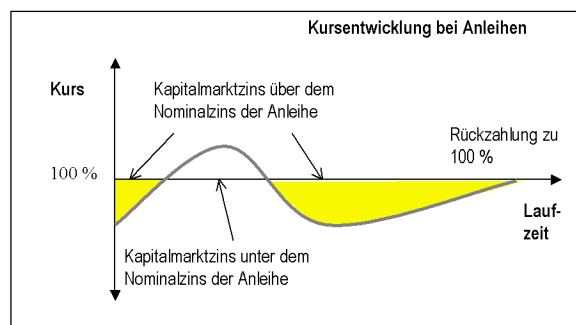 Kursentwicklung bei Anleihen
Kurs
Kapitalmarktzins über dem
Nominalzins der Anleihe
Rückzahlung zu
100 %
100 %
Lauf-
zeit
Kapitalmarktzins unter dem
Nominalzins der Anleihe